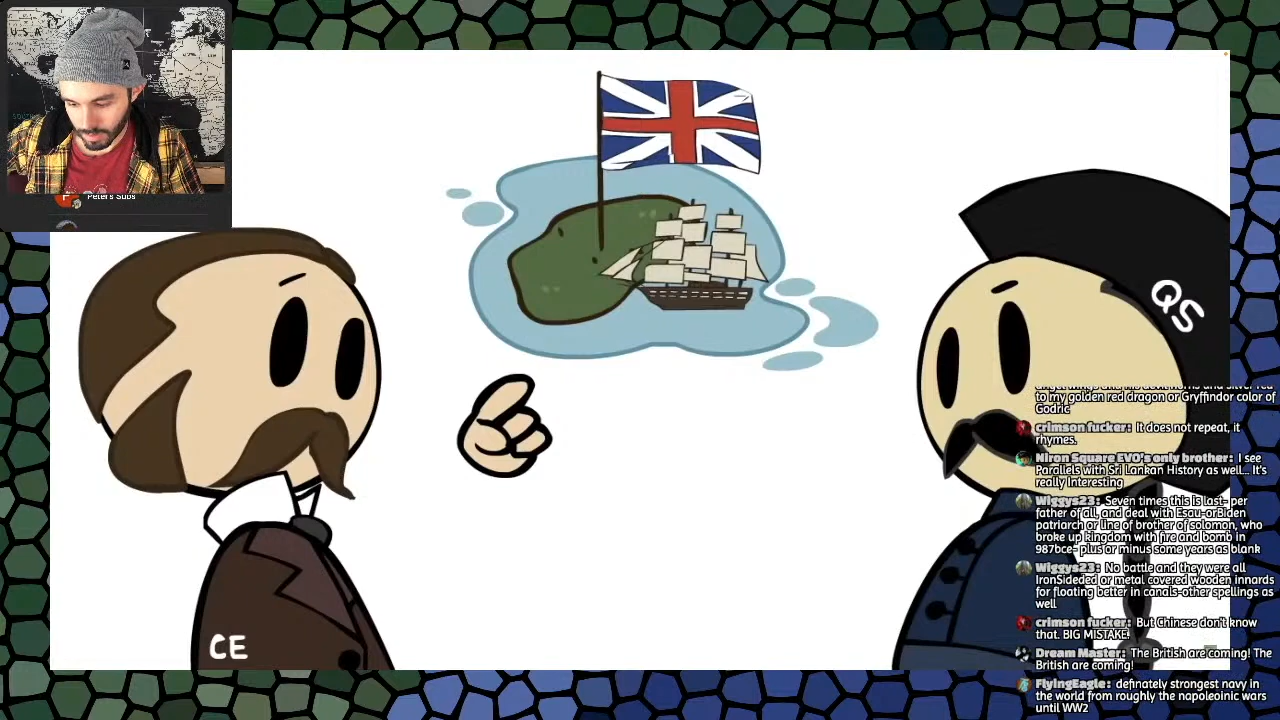 USA
Peter's Subs
QS
CE
to my golden red dragon or Gryffindor color of
Godric
crimson fucker: It does not repeat, it
rhymes.
Niron Square EVO's only brother: I see
Parallels with Sri Lankan History as well... It's
really Interesting
Wiggys23: Seven times this is last- per
father of all, and deal with Esau-orBiden
patriarch or line of brother of solomon, who
broke up kingdom with fire and bomb in
987bce- plus or minus some years as blank
Wiggys23: No battle and they were all
IronSideded or metal covered wooden innards
for floating better in canals-other spellings as
well
crimson fucker: But Chinese don't know
that. BIG MISTAKE!
Dream Master: The British are coming! The
British are coming!
FlyingEagle: definately strongest navy in
the world from roughly the napoleoinic wars
until WW2